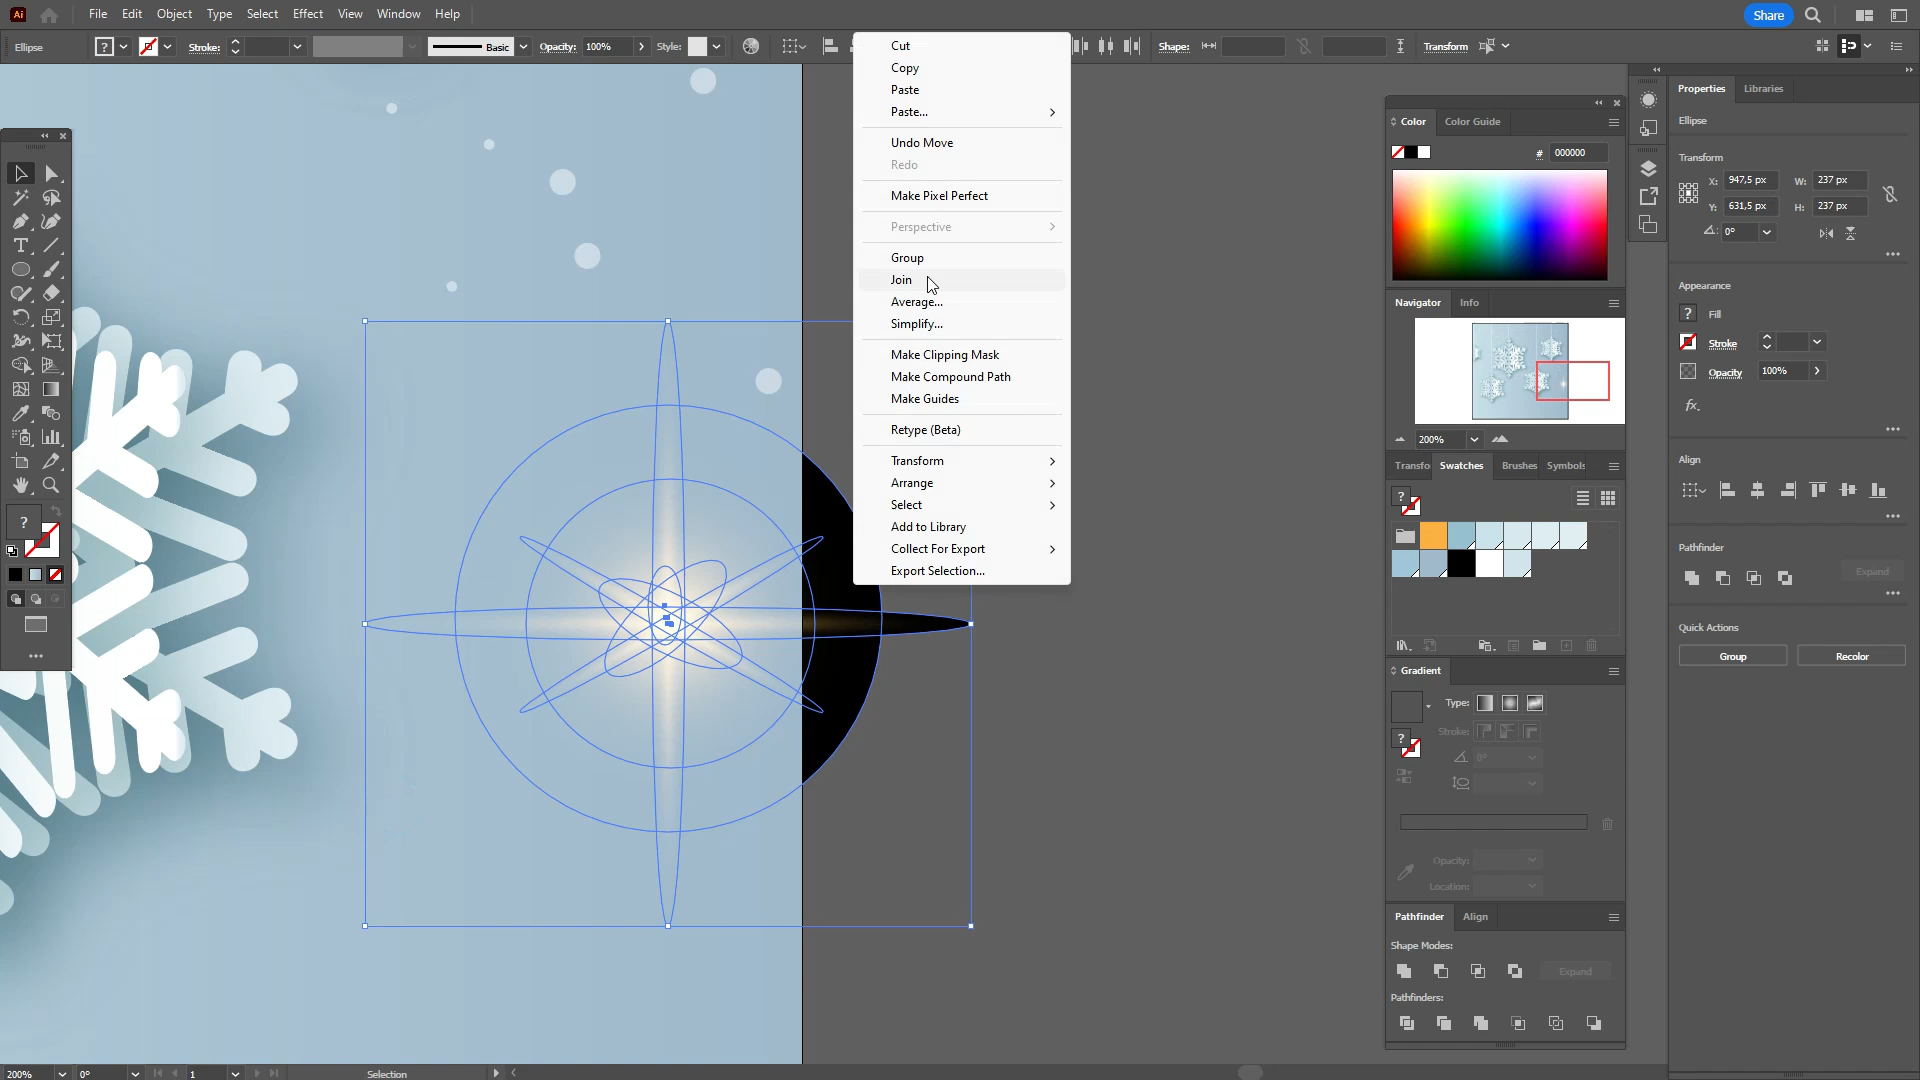 Ai File Edit Object Type Select Effect View Window Help Share
Ellipse ? Stroke: Basic Opacity: 100% Style: Shape: Transform
Cut
Copy
Paste
Paste...
Undo Move
Redo
Make Pixel Perfect
Perspective
Group
Join
Average...
Simplify...
Make Clipping Mask
Make Compound Path
Make Guides
Retype (Beta)
Transform
Arrange
Select
Add to Library
Collect For Export
Export Selection...
T
?
Color Color Guide
# 000000
Navigator Info
200%
Transfo Swatches Brushes Symbols
?
Gradient
Type:
Stroke:
?
0°
Opacity:
Location:
Pathfinder Align
Shape Modes:
Expand
Pathfinders:
Properties Libraries
Ellipse
Transform
X: 947,5 px W: 237 px
Y: 631,5 px H: 237 px
0°
Appearance
? Fill
Stroke
Opacity 100%
fx.
Align
Pathfinder
Expand
Quick Actions
Group Recolor
200% 0° 1 Selection